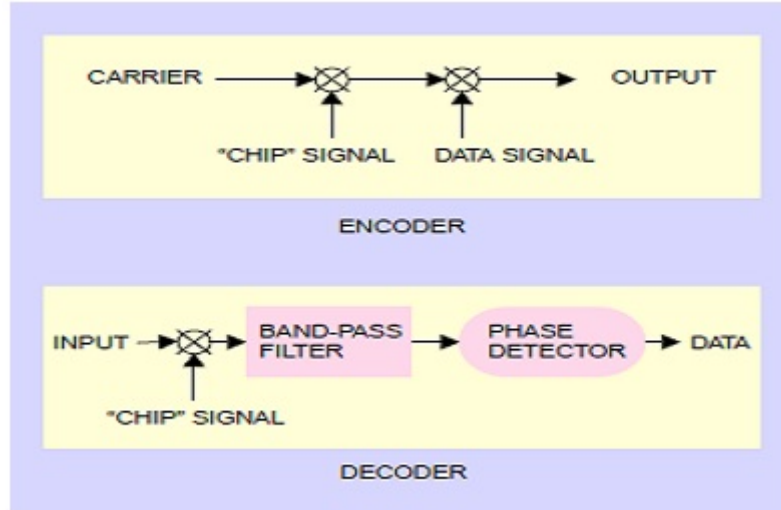 CARRIER OUTPUT
"CHIP" SIGNAL DATA SIGNAL
ENCODER
INPUT BAND-PASS FILTER PHASE DETECTOR DATA
"CHIP" SIGNAL
DECODER